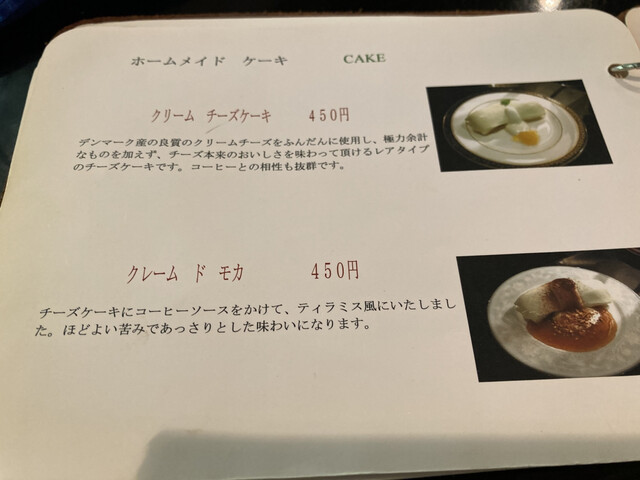 ホームメイド ケーキ CAKE
クリーム チーズケーキ 450円
デンマーク産の良質のクリームチーズをふんだんに使用し、極力余計
なものを加えず、チーズ本来のおいしさを味わって頂けるレアタイプ
のチーズケーキです。コーヒーとの相性も抜群です。
クレーム ド モカ 450円
チーズケーキにコーヒーソースをかけて、ティラミス風にいたしまし
た。ほどよい苦みであっさりとした味わいになります。